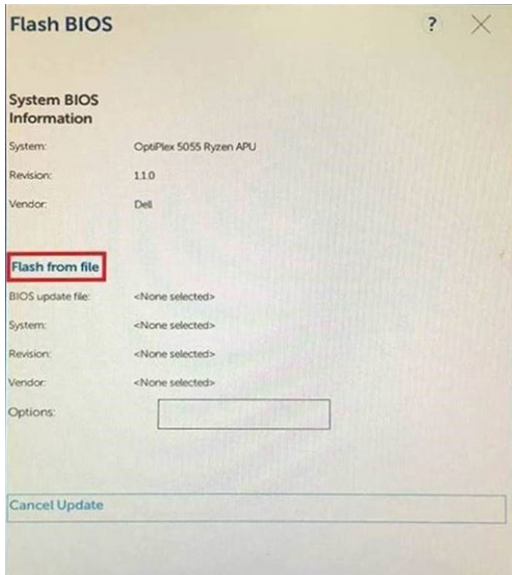 Flash BIOS ?
System BIOS
Information
System: OptiPlex 5055 Ryzen APU
Revision: 1.1.0
Vendor: Dell
Flash from file
BIOS update file: <None selected>
System: <None selected>
Revision: <None selected>
Vendor: <None selected>
Options:
Cancel Update